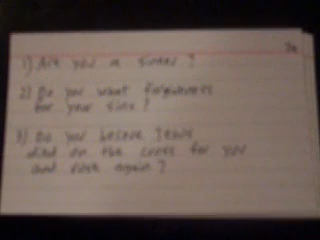 1) Are you a sinner ?
2) Do you want forgiveness
for your sins ?
3) Do you believe Jesus
died on the cross for you
and rose again ?